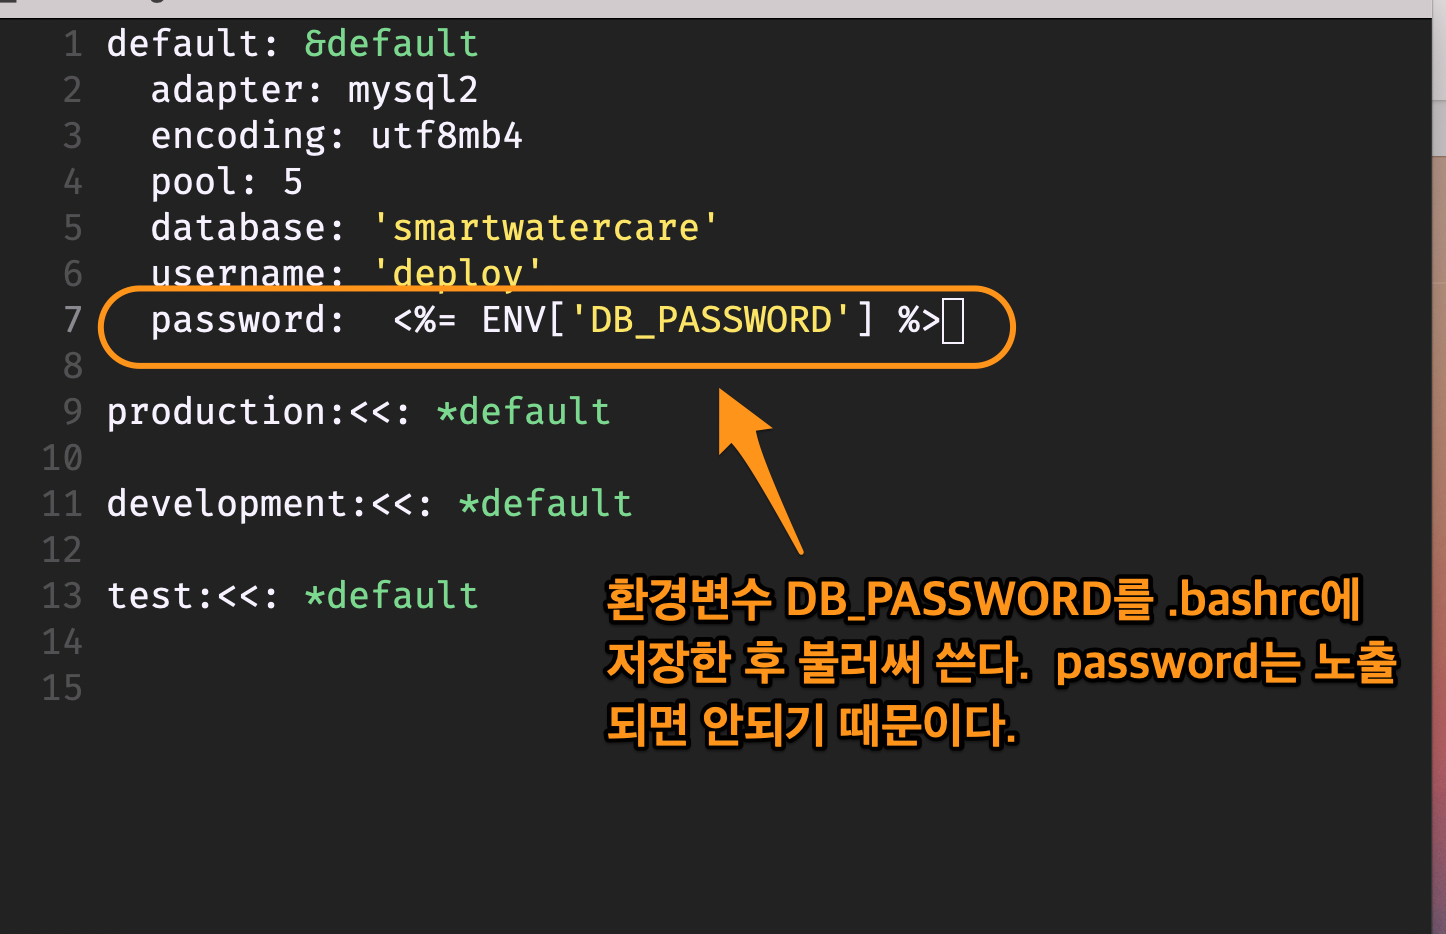 1 default: &default
2   adapter: mysql2
3   encoding: utf8mb4
4   pool: 5
5   database: 'smartwatercare'
6   username: 'deploy'
7   password:  <%= ENV['DB_PASSWORD'] %>
8
9 production:<<: *default
10
11 development:<<: *default
12
13 test:<<: *default
14
15
환경변수 DB_PASSWORD를 .bashrc에
저장한 후 불러써 쓴다. password는 노출
되면 안되기 때문이다.